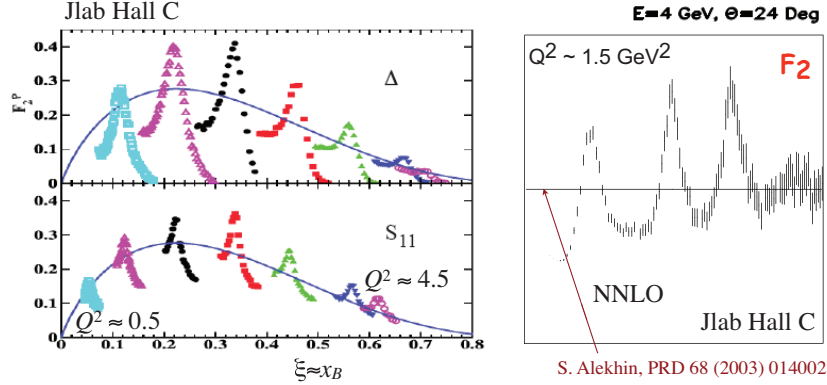 Jlab Hall C
E=4 GeV, Θ=24 Deg
F₂ᵖ
0.4
0.3
0.2
0.1
0
Δ
0.4
0.3
0.2
0.1
0
S₁₁
Q² ≈ 4.5
Q² ≈ 0.5
0 0.1 0.2 0.3 0.4 0.5 0.6 0.7 0.8
ξ≈x_B
Q² ~ 1.5 GeV²
F₂
NNLO
Jlab Hall C
S. Alekhin, PRD 68 (2003) 014002